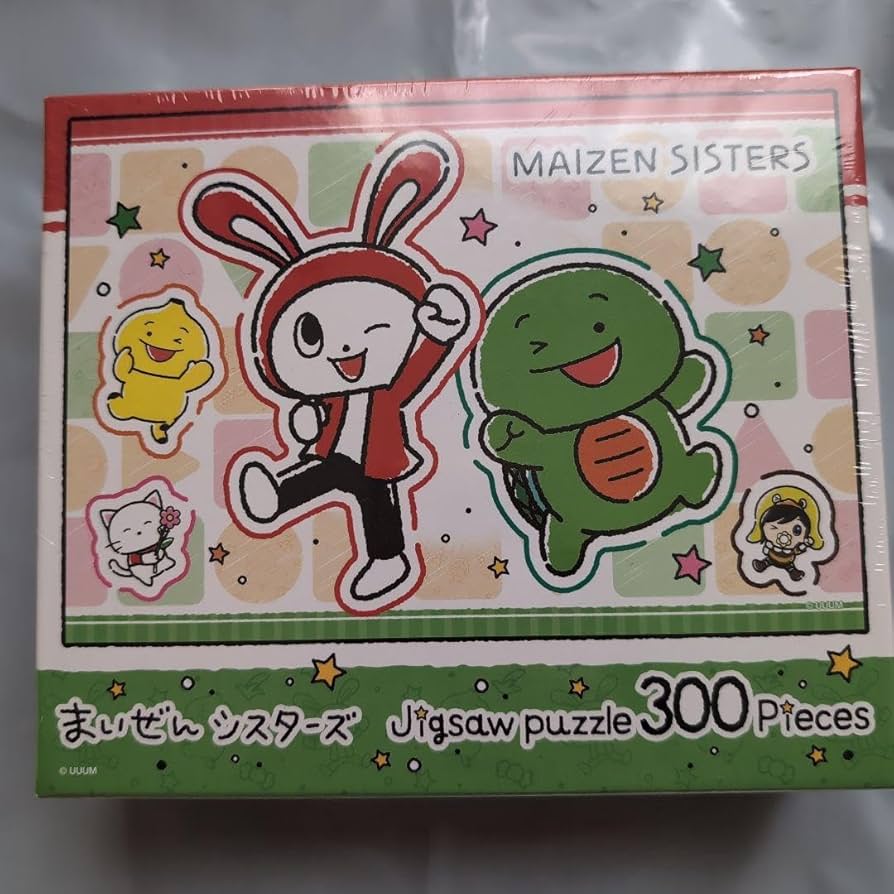 MAIZEN SISTERS
© UUUM
まいぜん シスターズ Jigsaw puzzle 300 Pieces
© UUUM